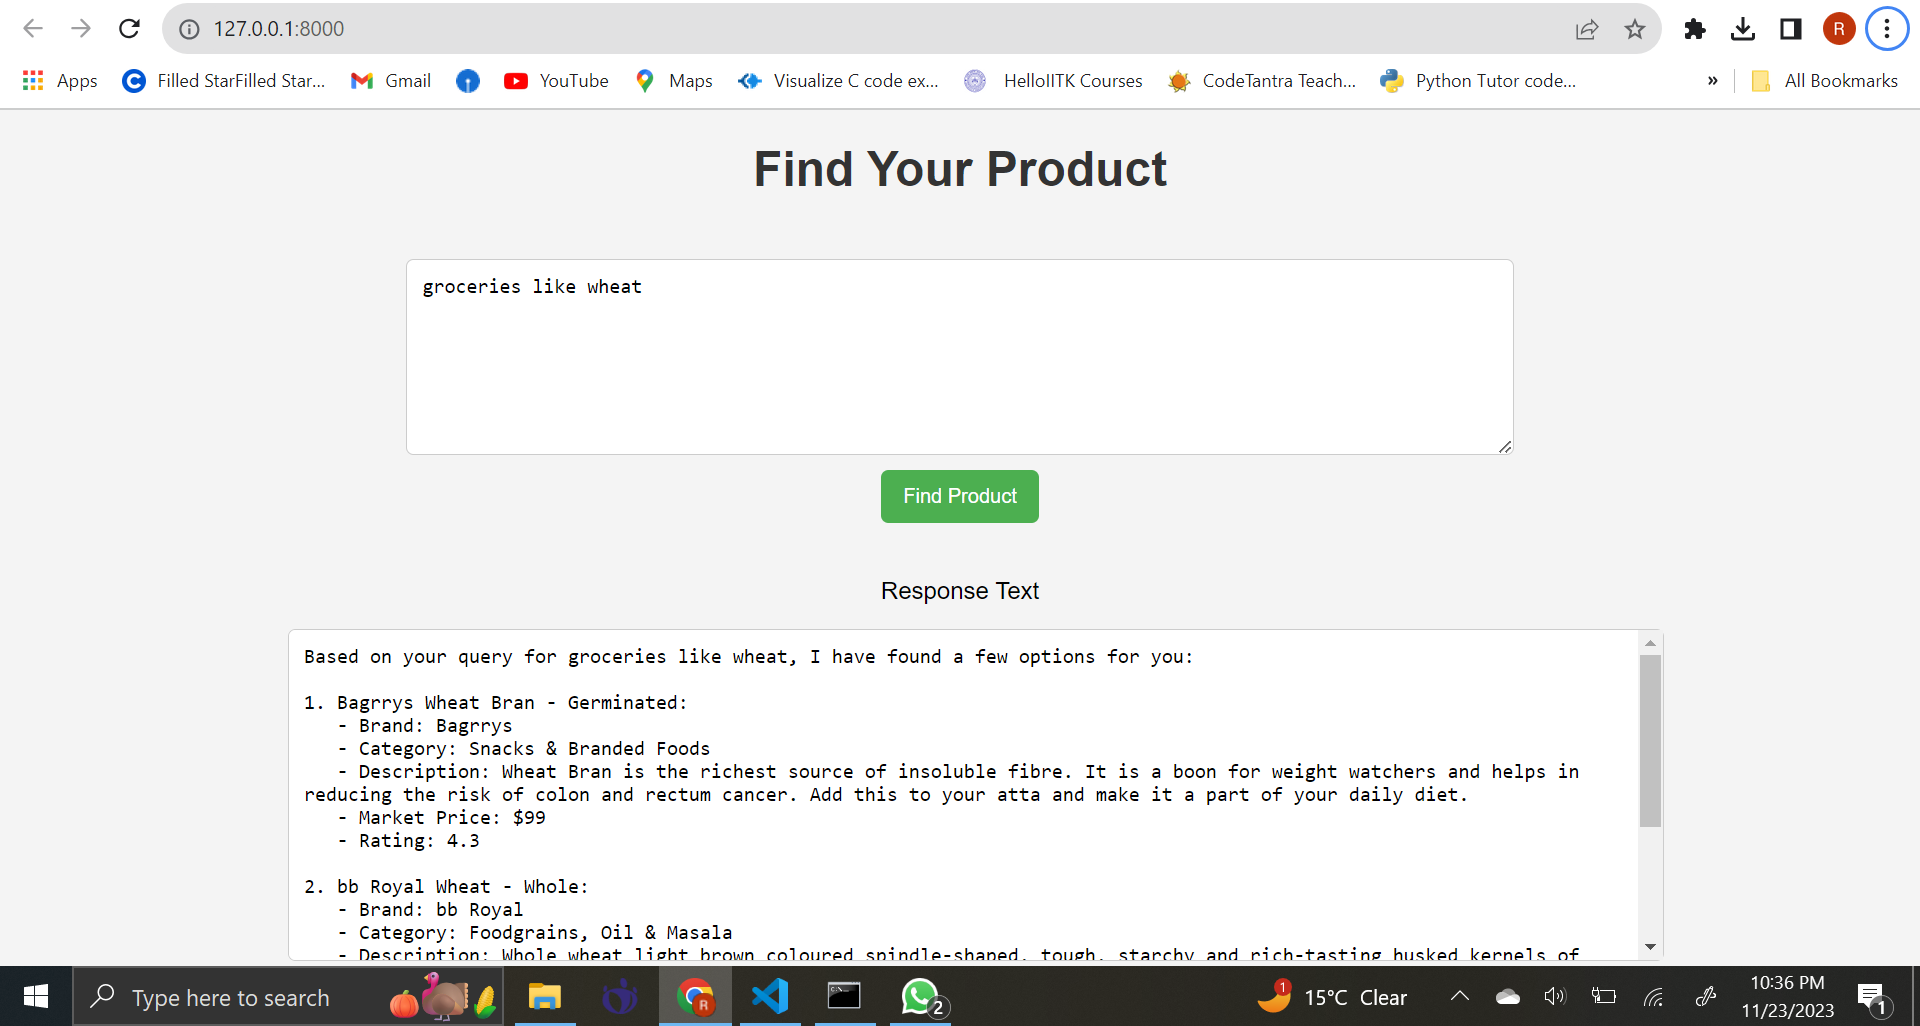 127.0.0.1:8000
R
Apps
Filled StarFilled Star...
Gmail
YouTube
Maps
Visualize C code ex...
HelloIITK Courses
CodeTantra Teach...
Python Tutor code...
»
All Bookmarks
Find Your Product
groceries like wheat
Find Product
Response Text
Based on your query for groceries like wheat, I have found a few options for you:
1. Bagrrys Wheat Bran - Germinated:
- Brand: Bagrrys
- Category: Snacks & Branded Foods
- Description: Wheat Bran is the richest source of insoluble fibre. It is a boon for weight watchers and helps in
reducing the risk of colon and rectum cancer. Add this to your atta and make it a part of your daily diet.
- Market Price: $99
- Rating: 4.3
2. bb Royal Wheat - Whole:
- Brand: bb Royal
- Category: Foodgrains, Oil & Masala
- Description: Whole wheat light brown coloured spindle-shaped, tough, starchy and rich-tasting husked kernels of
Type here to search
R
2
1
15°C Clear
10:36 PM
11/23/2023
1